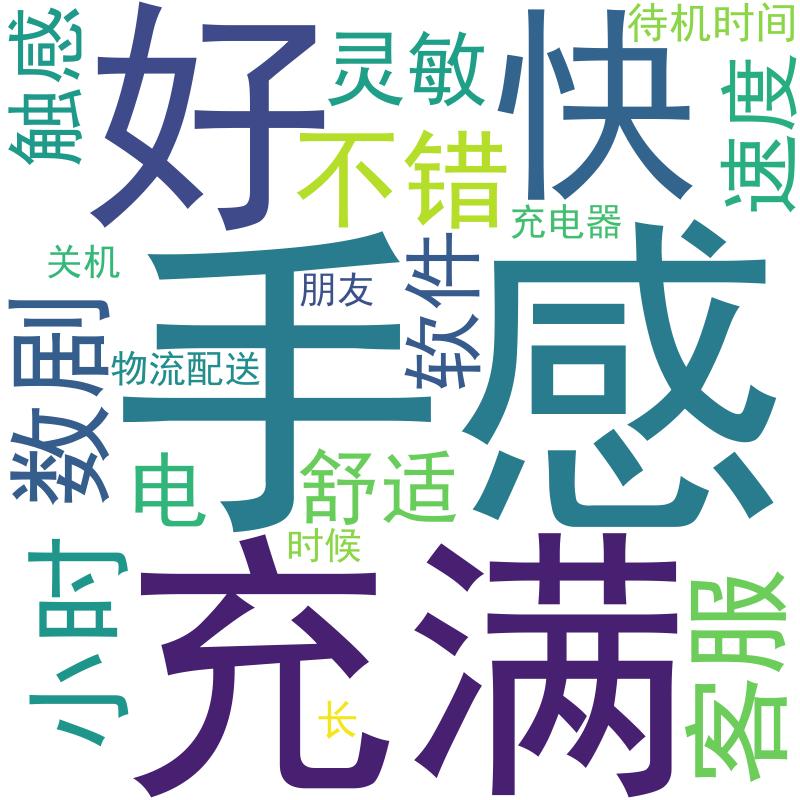 触感
好
灵敏
快
待机时间
速度
不错
充电器
关机
手感
朋友
软件
数剧
物流配送
电
舒适
时候
小时
充满
长
客服